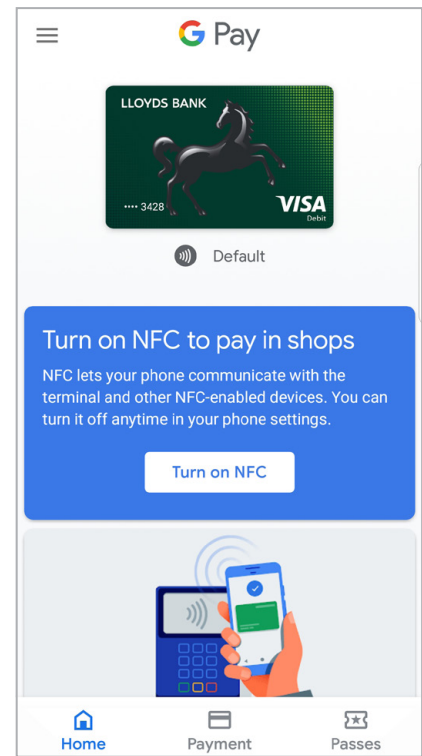 G Pay
LLOYDS BANK
•••• 3428
VISA
Debit
Default
Turn on NFC to pay in shops
NFC lets your phone communicate with the
terminal and other NFC-enabled devices. You can
turn it off anytime in your phone settings.
Turn on NFC
Home Payment Passes